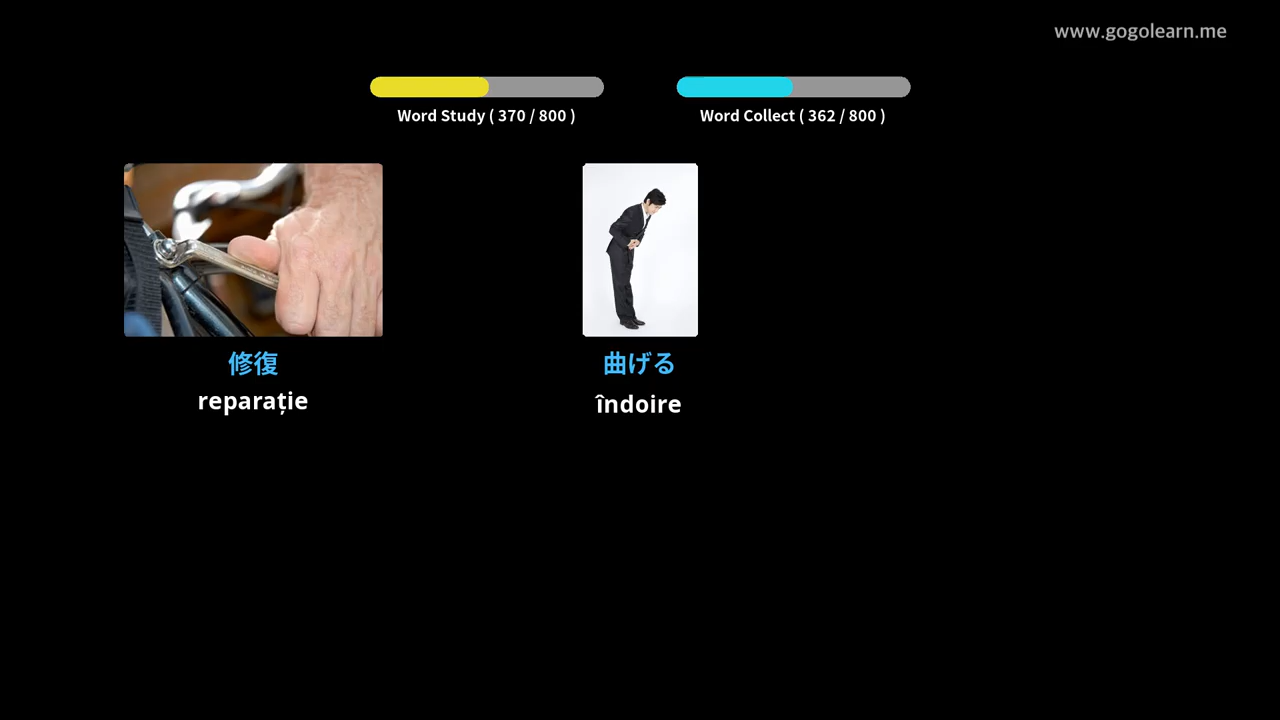 www.gogolearn.me
Word Study ( 370 / 800 )
Word Collect ( 362 / 800 )
修復
reparație
曲げる
îndoire